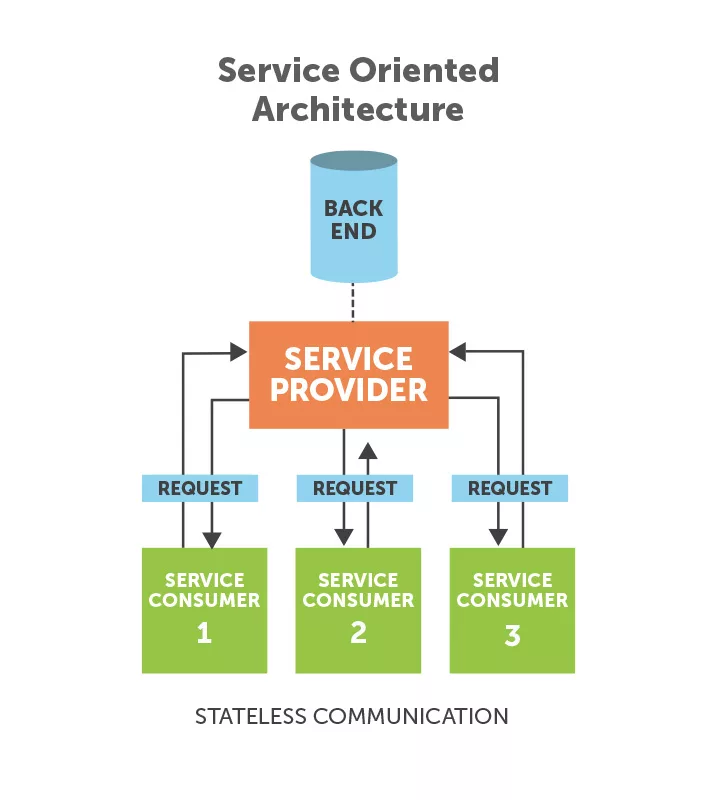 Service Oriented
Architecture
BACK
END
SERVICE
PROVIDER
REQUEST
REQUEST
REQUEST
SERVICE
CONSUMER
1
SERVICE
CONSUMER
2
SERVICE
CONSUMER
3
STATELESS COMMUNICATION